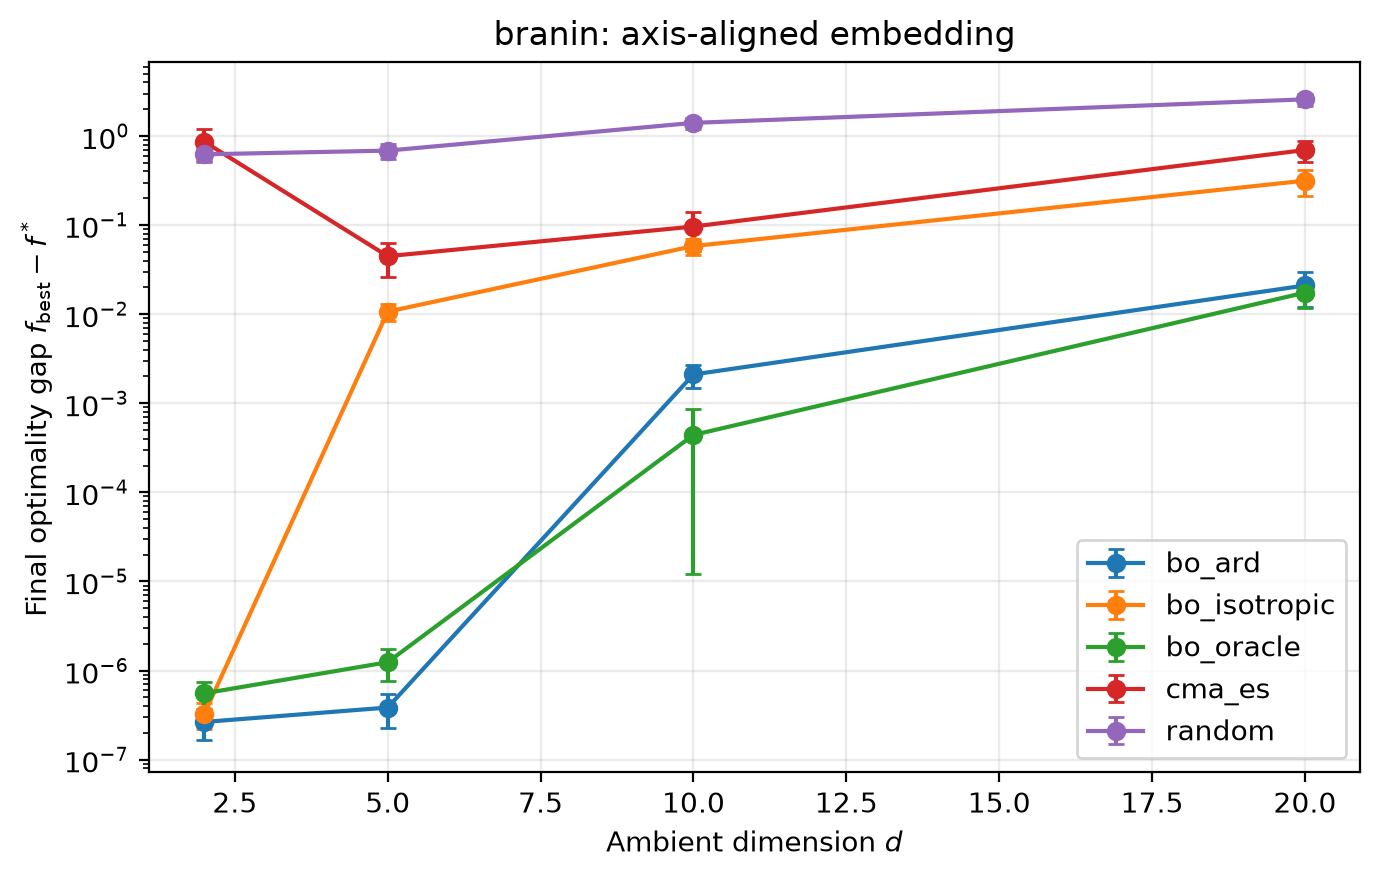 branin: axis-aligned embedding
Final optimality gap f_best − f*
10^0
10^-1
10^-2
10^-3
10^-4
10^-5
10^-6
10^-7
2.5 5.0 7.5 10.0 12.5 15.0 17.5 20.0
Ambient dimension d
bo_ard
bo_isotropic
bo_oracle
cma_es
random